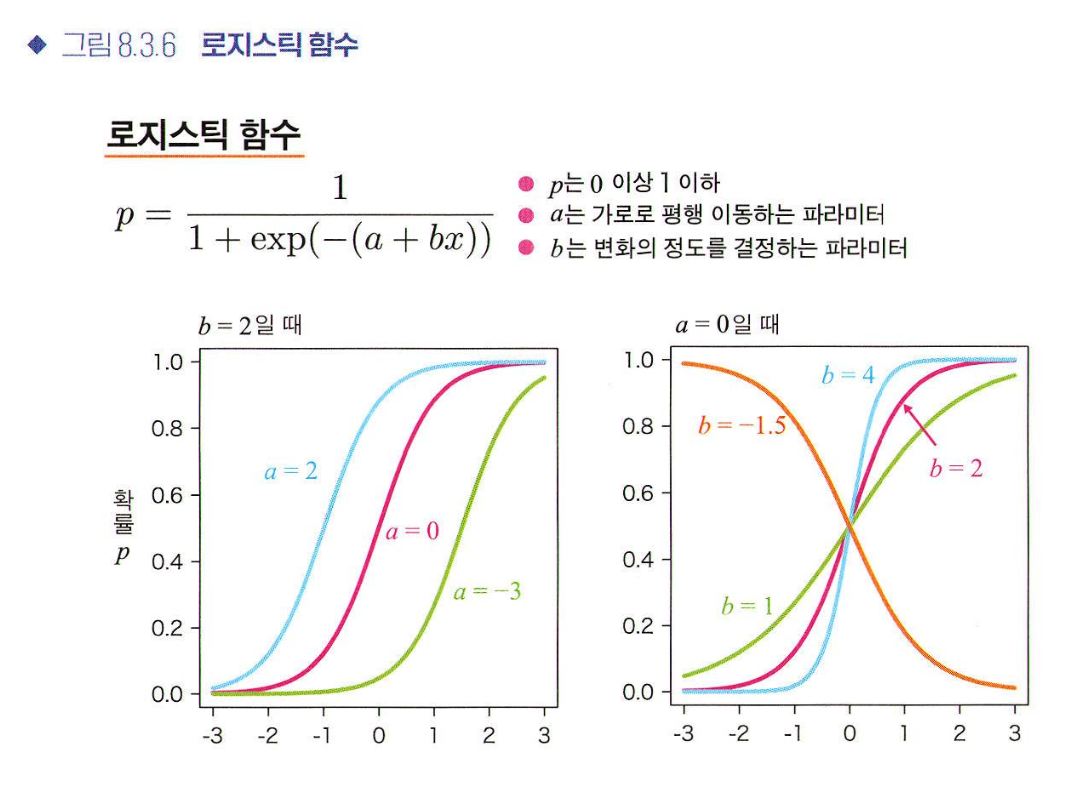 ◆ 그림 8.3.6 로지스틱 함수
로지스틱 함수
p = 1 / (1 + exp(−(a + bx)))
● p는 0 이상 1 이하
● a는 가로로 평행 이동하는 파라미터
● b는 변화의 정도를 결정하는 파라미터
b = 2일 때
1.0
0.8
0.6
0.4
0.2
0.0
확률 p
a = 2
a = 0
a = −3
-3 -2 -1 0 1 2 3
a = 0일 때
1.0
0.8
0.6
0.4
0.2
0.0
b = 4
b = −1.5
b = 2
b = 1
-3 -2 -1 0 1 2 3